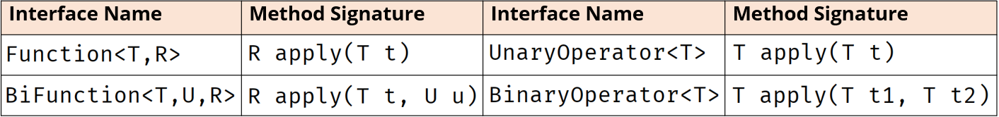 Interface Name Method Signature Interface Name Method Signature
Function<T,R> R apply(T t) UnaryOperator<T> T apply(T t)
BiFunction<T,U,R> R apply(T t, U u) BinaryOperator<T> T apply(T t1, T t2)